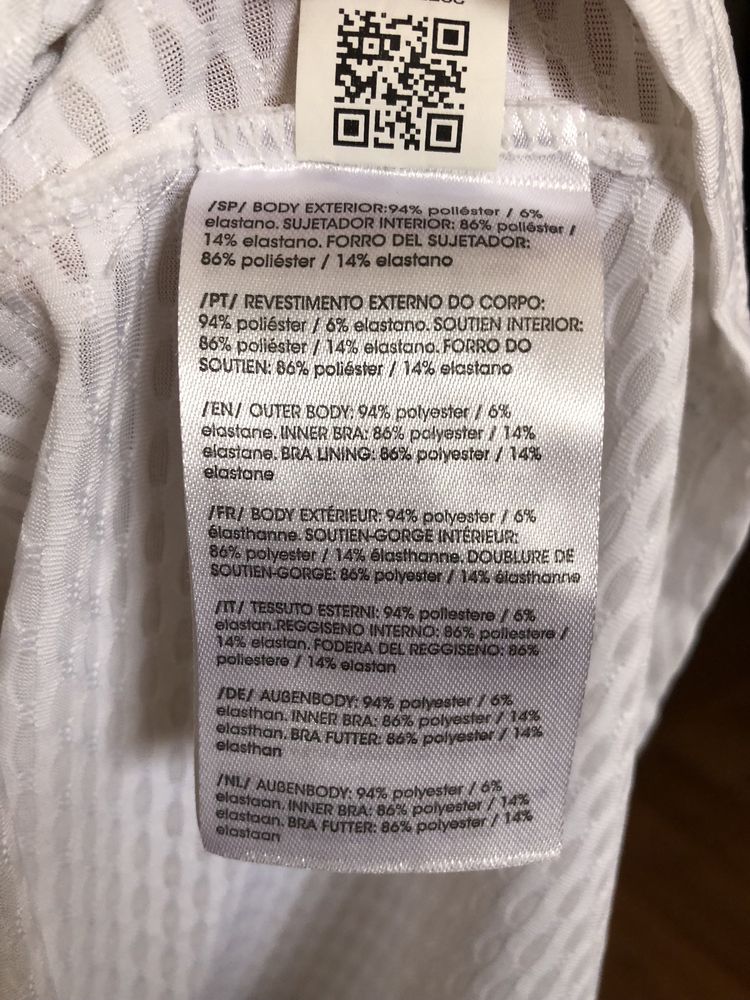 /SP/ BODY EXTERIOR:94% poliéster / 6%
elastano. SUJETADOR INTERIOR: 86% poliéster /
14% elastano. FORRO DEL SUJETADOR:
86% poliéster / 14% elastano
/PT/ REVESTIMENTO EXTERNO DO CORPO:
94% poliéster / 6% elastano. SOUTIEN INTERIOR:
86% poliéster / 14% elastano. FORRO DO
SOUTIEN: 86% poliéster / 14% elastano
/EN/ OUTER BODY: 94% polyester / 6%
elastane. INNER BRA: 86% polyester / 14%
elastane. BRA LINING: 86% polyester / 14%
elastane
/FR/ BODY EXTÉRIEUR: 94% polyester / 6%
élasthanne. SOUTIEN-GORGE INTÉRIEUR:
86% polyester / 14% élasthanne. DOUBLURE DE
SOUTIEN-GORGE: 86% polyester / 14% élasthanne
/IT/ TESSUTO ESTERNI: 94% poliestere / 6%
elastan.REGGISENO INTERNO: 86% poliestere /
14% elastan. FODERA DEL REGGISENO: 86%
poliestere / 14% elastan
/DE/ AUßENBODY: 94% polyester / 6%
elasthan. INNER BRA: 86% polyester / 14%
elasthan. BRA FUTTER: 86% polyester / 14%
elasthan
/NL/ AUßENBODY: 94% polyester / 6%
elastaan. INNER BRA: 86% polyester / 14%
elastaan. BRA FUTTER: 86% polyester / 14%
elastaan